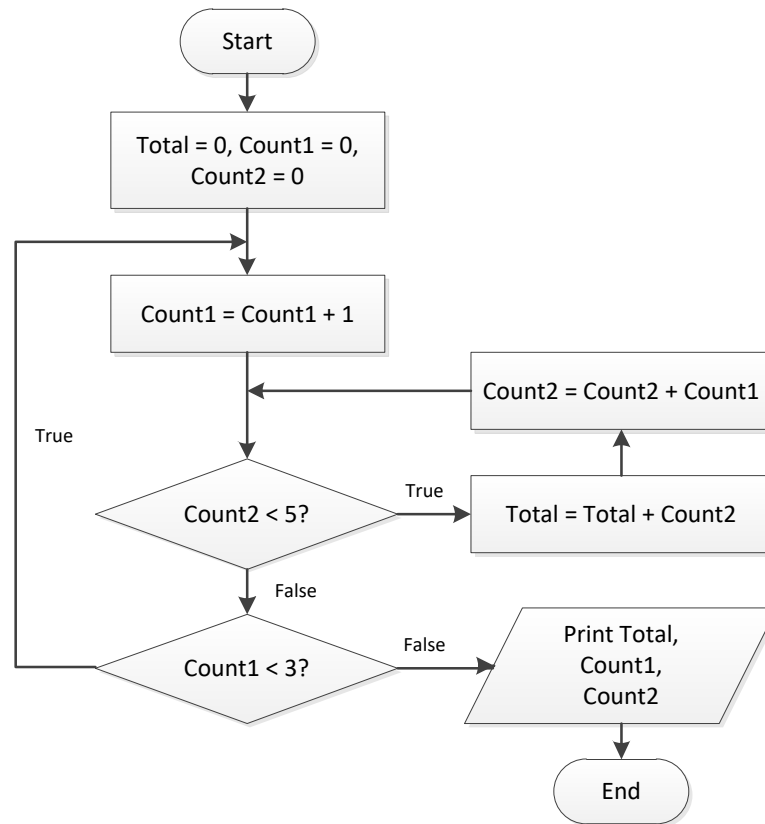 Start
Total = 0, Count1 = 0,
Count2 = 0
Count1 = Count1 + 1
Count2 = Count2 + Count1
True
Count2 < 5?
True
Total = Total + Count2
False
Count1 < 3?
False
Print Total,
Count1,
Count2
End